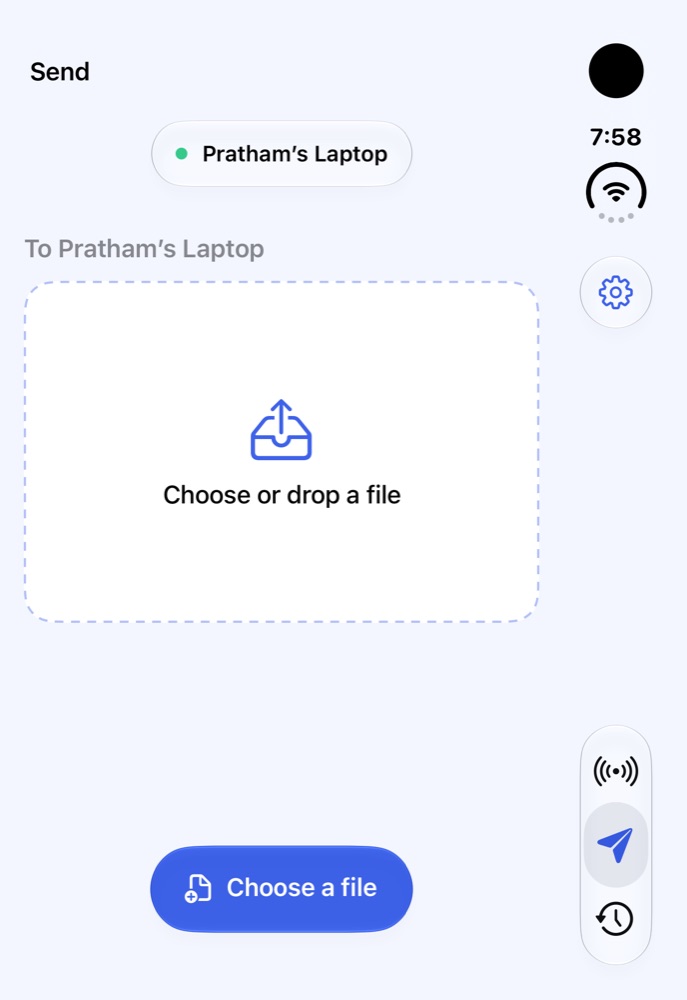 Send
7:58
Pratham’s Laptop
To Pratham’s Laptop
Choose or drop a file
Choose a file